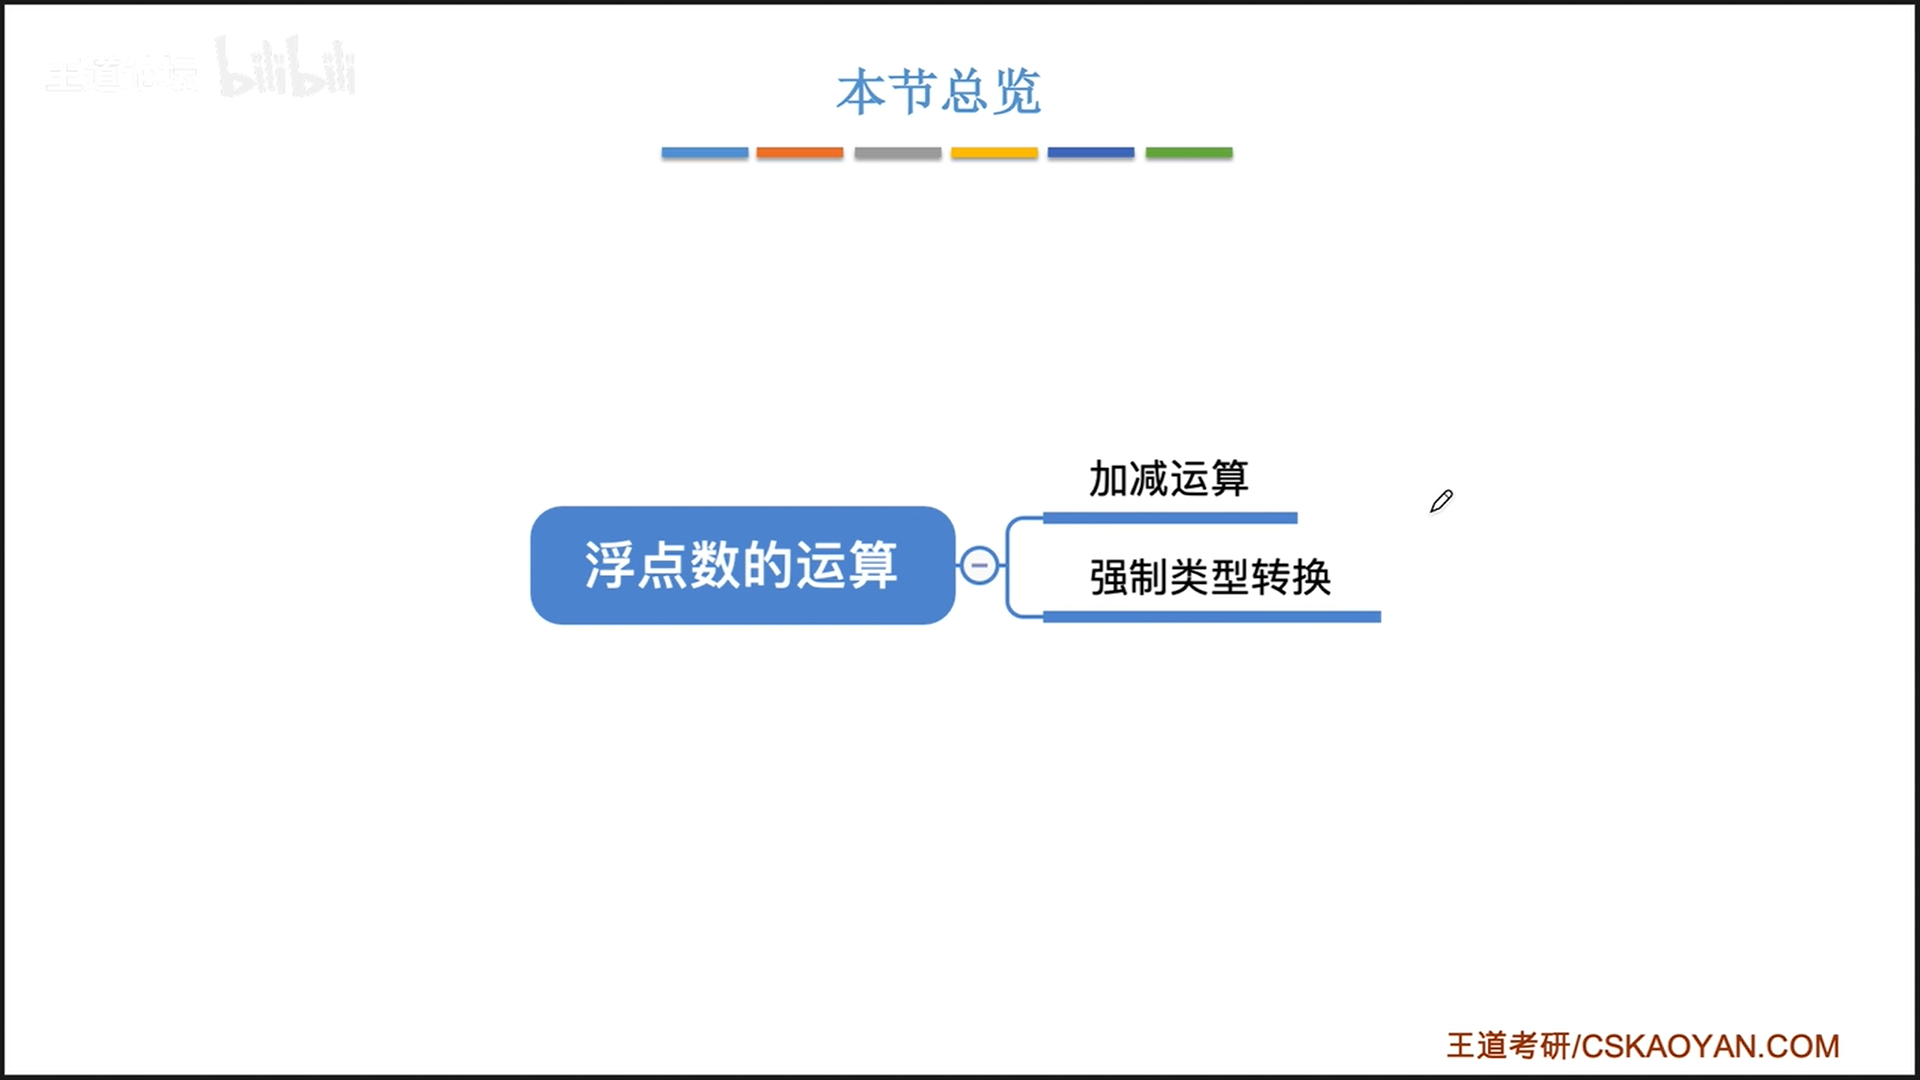 王道论坛 bilibili
本节总览
浮点数的运算
加减运算
强制类型转换
王道考研/CSKAOYAN.COM